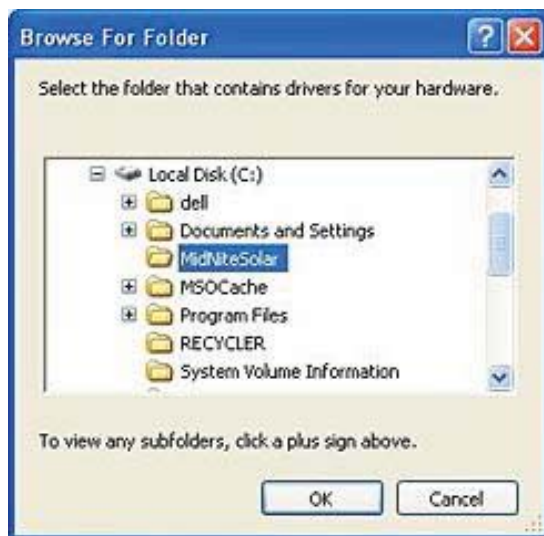 Browse For Folder
Select the folder that contains drivers for your hardware.
Local Disk (C:)
dell
Documents and Settings
MidNiteSolar
MSOCache
Program Files
RECYCLER
System Volume Information
To view any subfolders, click a plus sign above.
OK Cancel